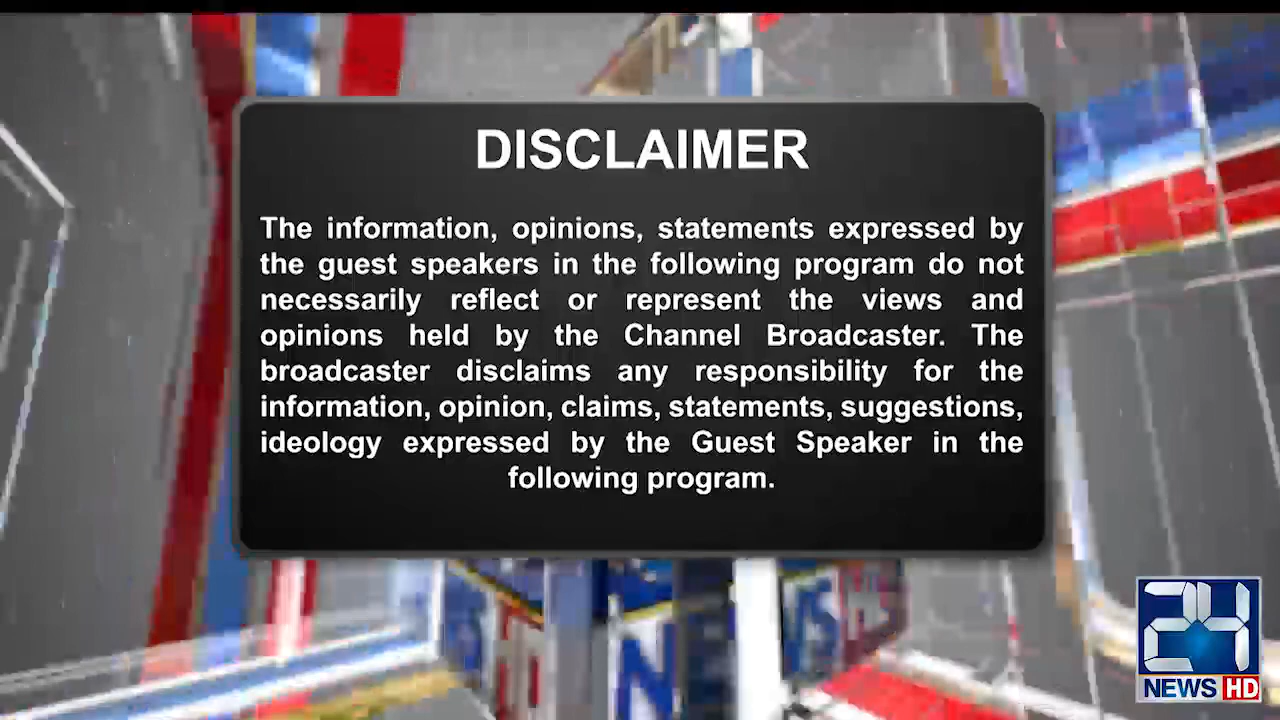 DISCLAIMER
The information, opinions, statements expressed by
the guest speakers in the following program do not
necessarily reflect or represent the views and
opinions held by the Channel Broadcaster. The
broadcaster disclaims any responsibility for the
information, opinion, claims, statements, suggestions,
ideology expressed by the Guest Speaker in the
following program.
24
NEWS HD